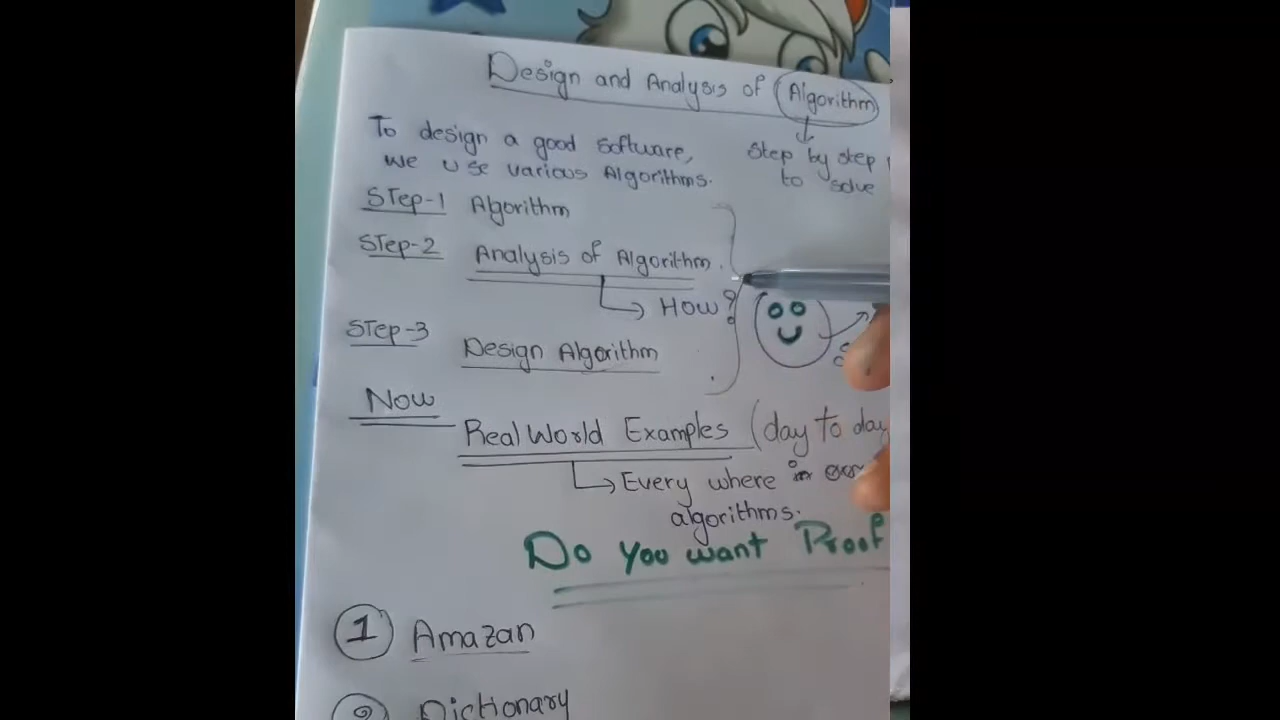 Design and Analysis of Algorithm
To design a good software,
we use various Algorithms.
Step by step
to solve
STep-1 Algorithm
STep-2 Analysis of Algorithm.
How?
STep-3 Design Algorithm
Now
Real World Examples (day to day
Every where in
algorithms.
Do You want Proof
1 Amazan
2 Dictionary